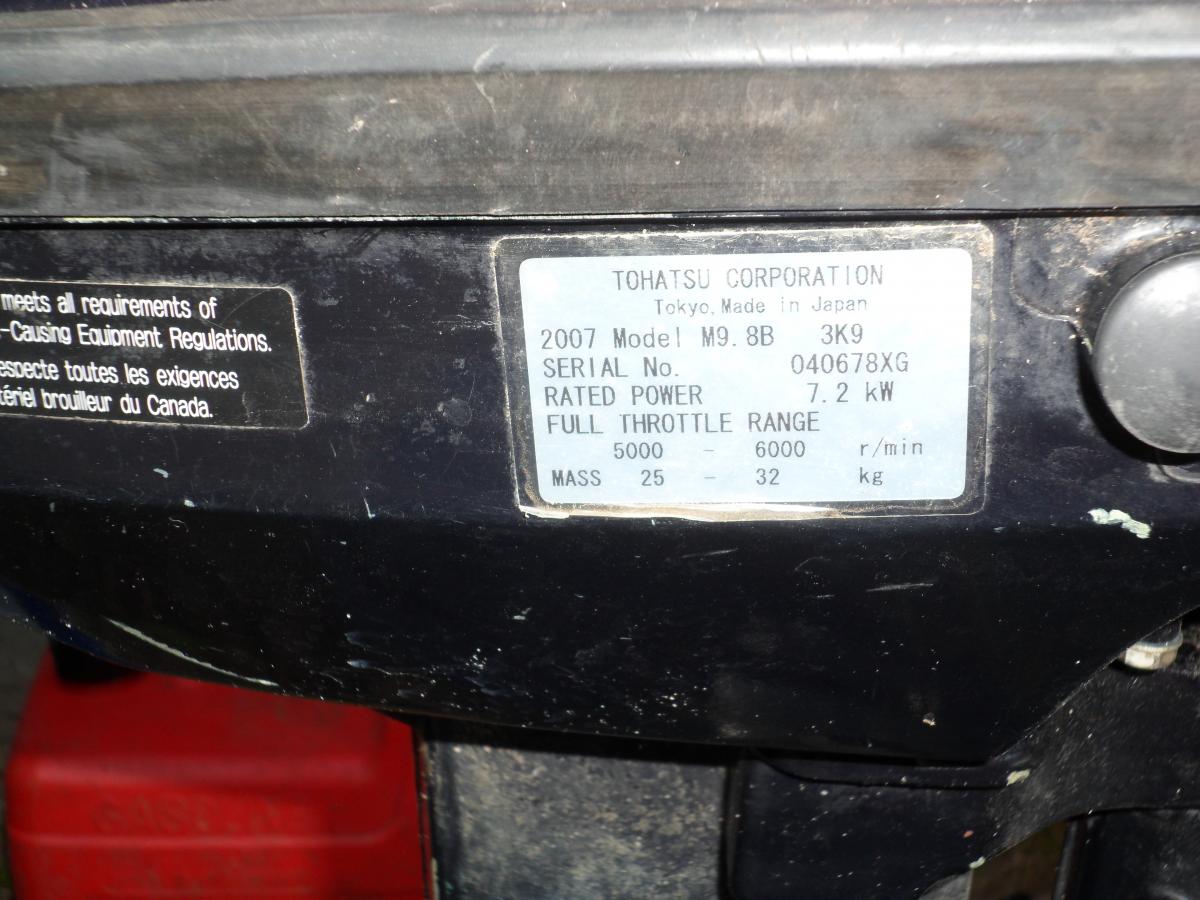 meets all requirements of
-Causing Equipment Regulations.
especte toutes les exigences
tériel brouilleur du Canada.
TOHATSU CORPORATION
Tokyo, Made in Japan
2007 Model M9.8B 3K9
SERIAL No. 040678XG
RATED POWER 7.2 kW
FULL THROTTLE RANGE
5000 - 6000 r/min
MASS 25 - 32 kg